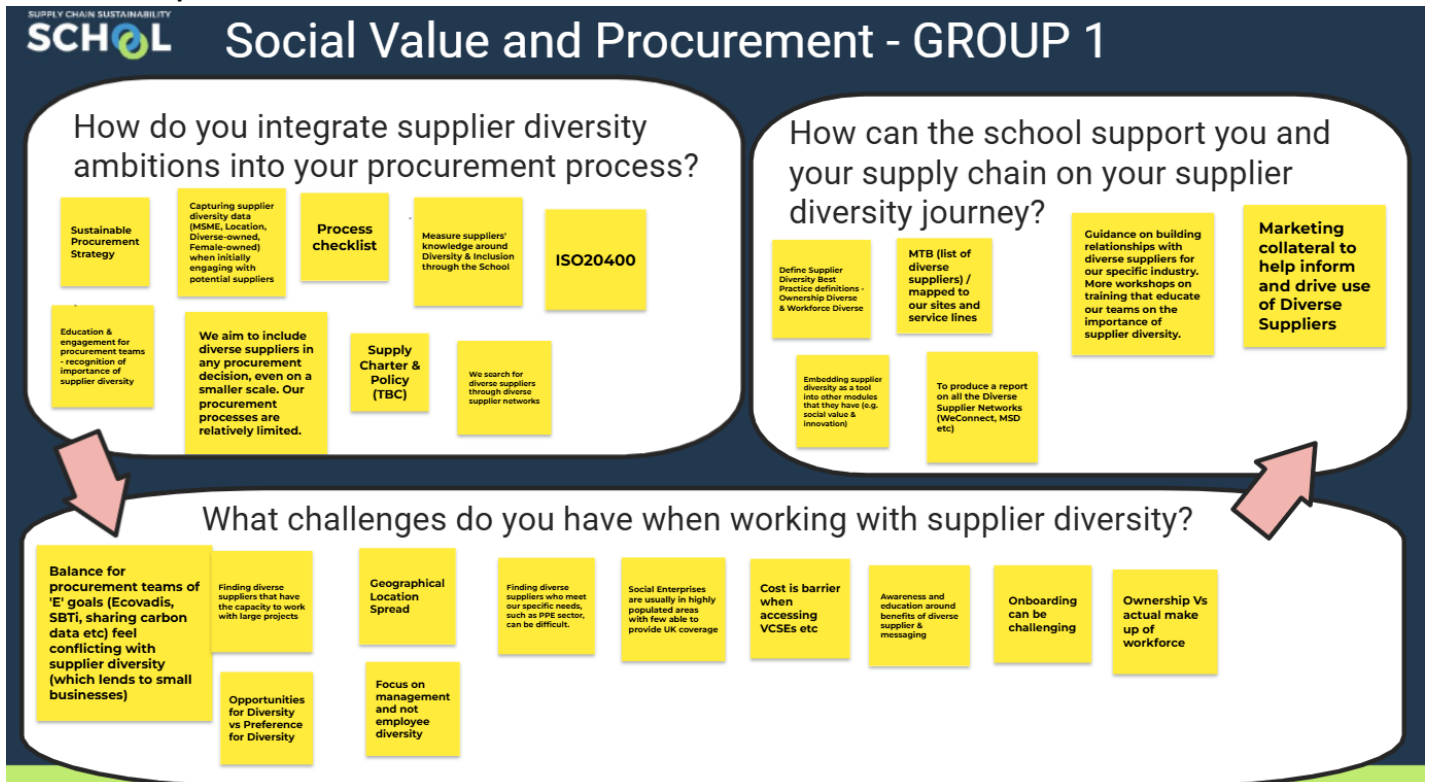 SUPPLY CHAIN SUSTAINABILITY
SCHOOL
Social Value and Procurement - GROUP 1
How do you integrate supplier diversity
ambitions into your procurement process?
Sustainable
Procurement
Strategy
Capturing supplier
diversity data
(MSME, Location,
Diverse-owned,
Female-owned)
when initially
engaging with
potential suppliers
Process
checklist
Measure suppliers'
knowledge around
Diversity & Inclusion
through the School
ISO20400
Education &
engagement for
procurement teams
- recognition of
importance of
supplier diversity
We aim to include
diverse suppliers in
any procurement
decision, even on a
smaller scale. Our
procurement
processes are
relatively limited.
Supply
Charter &
Policy
(TBC)
We search for
diverse suppliers
through diverse
supplier networks
How can the school support you and
your supply chain on your supplier
diversity journey?
Define Supplier
Diversity Best
Practice definitions -
Ownership Diverse
& Workforce Diverse
MTB (list of
diverse
suppliers) /
mapped to
our sites and
service lines
Guidance on building
relationships with
diverse suppliers for
our specific industry.
More workshops on
training that educate
our teams on the
importance of
supplier diversity.
Marketing
collateral to
help inform
and drive use
of Diverse
Suppliers
Embedding supplier
diversity as a tool
into other modules
that they have (e.g.
social value &
innovation)
To produce a report
on all the Diverse
Supplier Networks
(WeConnect, MSD
etc)
What challenges do you have when working with supplier diversity?
Balance for
procurement teams of
'E' goals (Ecovadis,
SBTi, sharing carbon
data etc) feel
conflicting with
supplier diversity
(which lends to small
businesses)
Finding diverse
suppliers that have
the capacity to work
with large projects
Geographical
Location
Spread
Finding diverse
suppliers who meet
our specific needs,
such as PPE sector,
can be difficult.
Social Enterprises
are usually in highly
populated areas
with few able to
provide UK coverage
Cost is barrier
when
accessing
VCSEs etc
Awareness and
education around
benefits of diverse
supplier &
messaging
Onboarding
can be
challenging
Ownership Vs
actual make
up of
workforce
Opportunities
for Diversity
vs Preference
for Diversity
Focus on
management
and not
employee
diversity